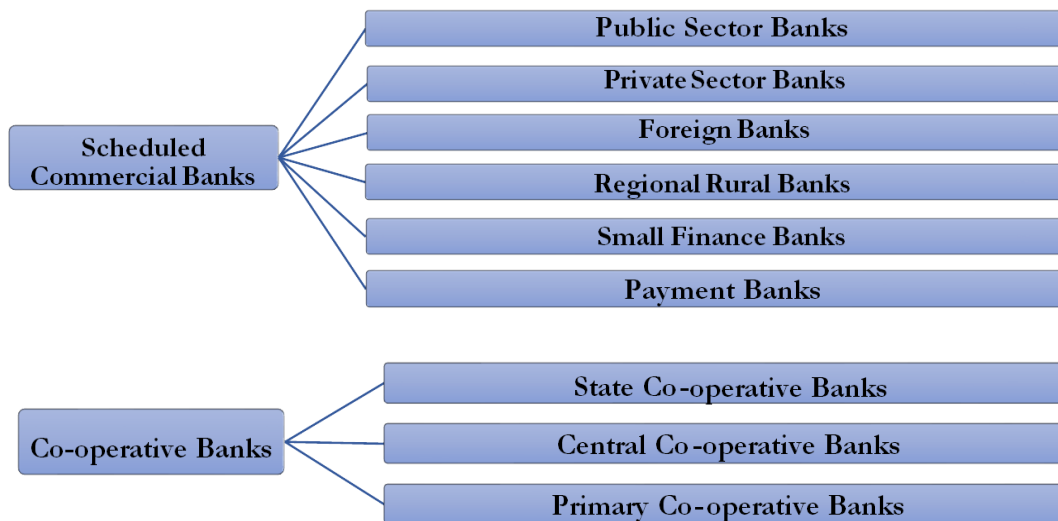 Public Sector Banks
Private Sector Banks
Foreign Banks
Scheduled
Commercial Banks
Regional Rural Banks
Small Finance Banks
Payment Banks
State Co-operative Banks
Co-operative Banks
Central Co-operative Banks
Primary Co-operative Banks